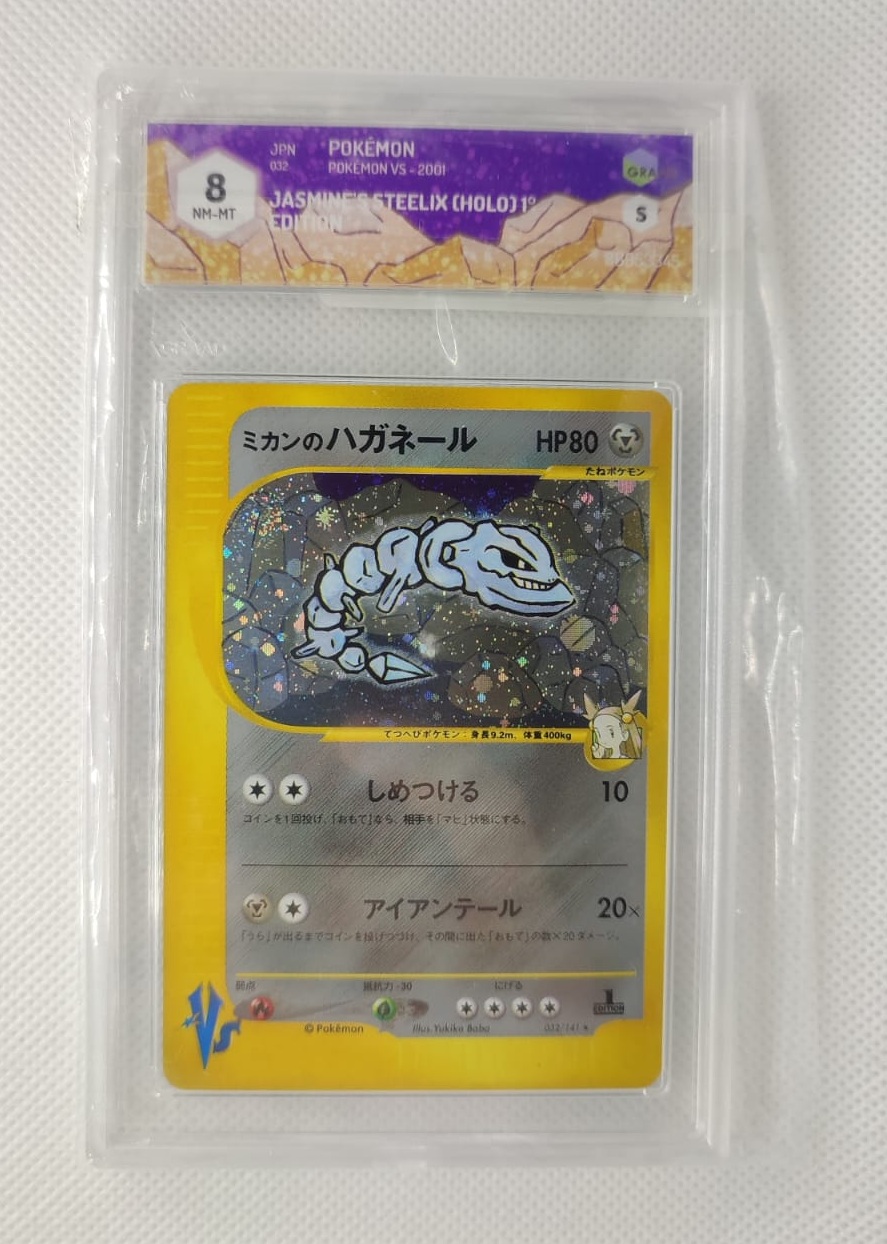 JPN POKÉMON
032 POKÉMON VS - 2001
JASMINE'S STEELIX (HOLO) 1º
EDITION
8
NM-MT
GRA
S
GRAAD
ミカンのハガネール HP80
たねポケモン
てつへびポケモン：身長9.2m、体重400kg
しめつける 10
コインを1回投げ、「おもて」なら、相手を「マヒ」状態にする。
アイアンテール 20×
「うら」が出るまでコインを投げつづけ、その間に出た「おもて」の数×20ダメージ。
弱点 抵抗力-30 にげる
1
EDITION
Vs
©Pokémon Illus. Yukiko Baba 032/141 ★